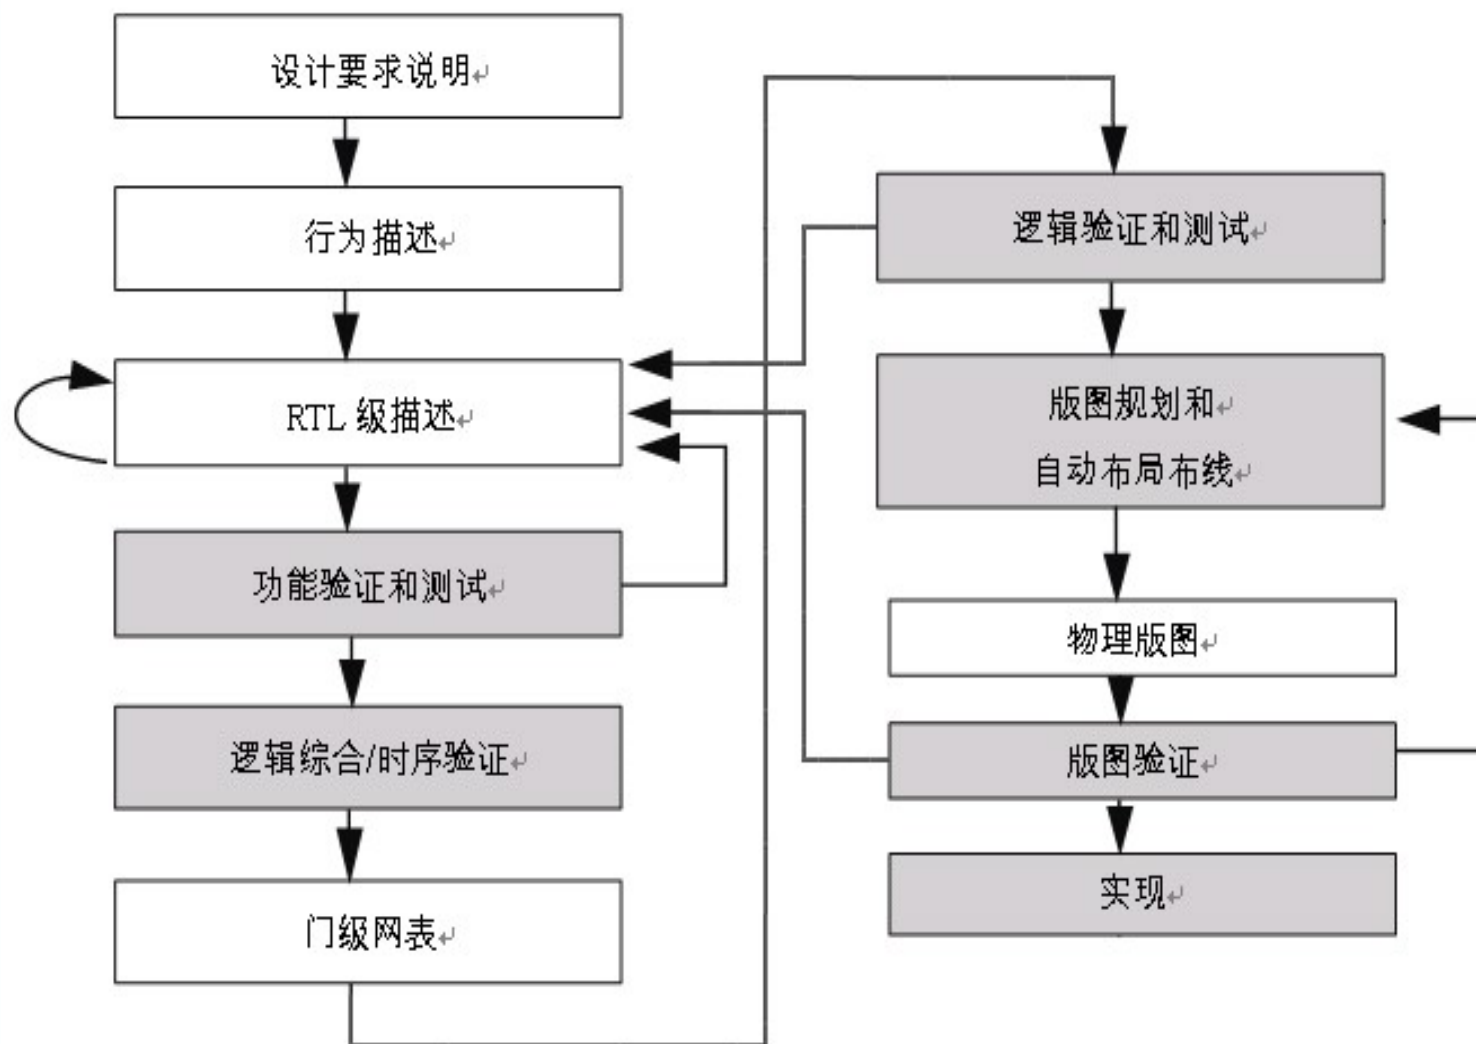 设计要求说明↵
行为描述↵
RTL 级描述↵
功能验证和测试↵
逻辑综合/时序验证↵
门级网表↵
逻辑验证和测试↵
版图规划和↵
自动布局布线↵
物理版图↵
版图验证↵
实现↵